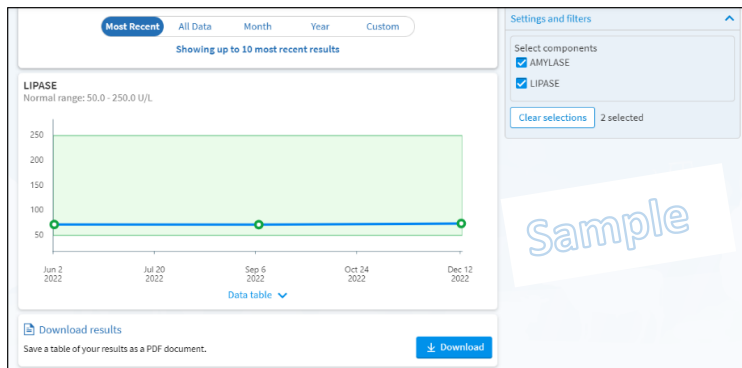 Most Recent All Data Month Year Custom
Showing up to 10 most recent results
LIPASE
Normal range: 50.0 - 250.0 U/L
250
200
150
100
50
Jun 2 Jul 20 Sep 6 Oct 24 Dec 12
2022 2022 2022 2022 2022
Data table
Download results
Save a table of your results as a PDF document.
Download
Settings and filters
Select components
AMYLASE
LIPASE
Clear selections 2 selected
Sample